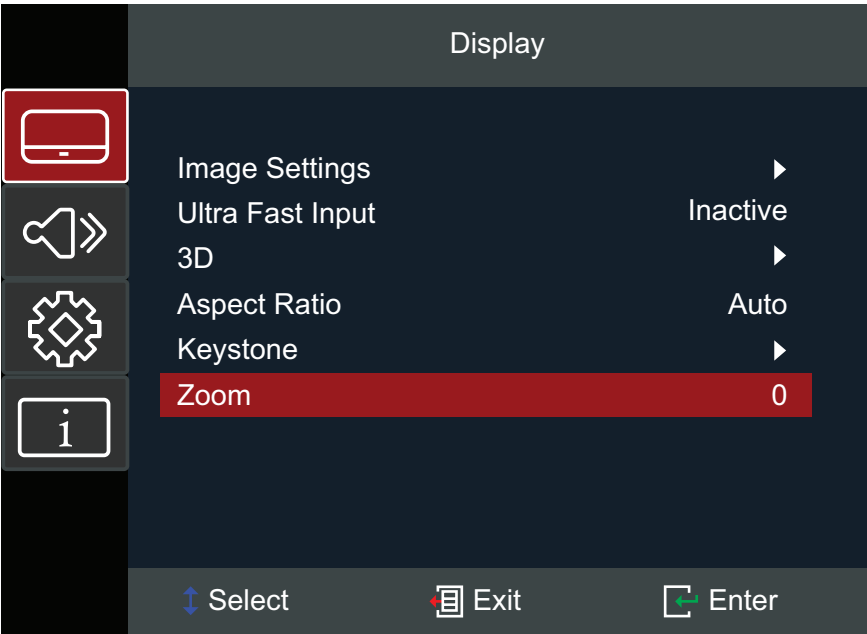 Display
Image Settings
Ultra Fast Input Inactive
3D
Aspect Ratio Auto
Keystone
Zoom 0
i
Select Exit Enter